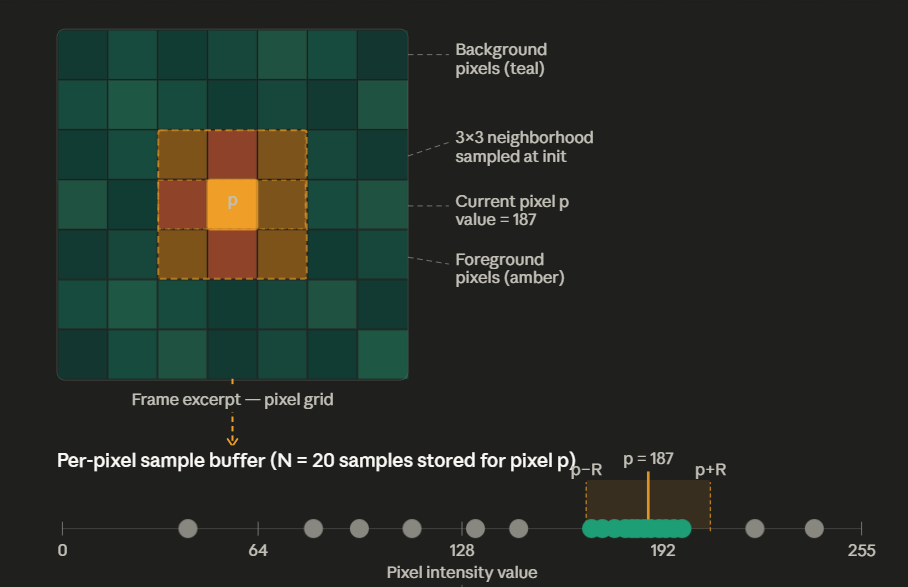 Background
pixels (teal)
3×3 neighborhood
sampled at init
p
Current pixel p
value = 187
Foreground
pixels (amber)
Frame excerpt — pixel grid
Per-pixel sample buffer (N = 20 samples stored for pixel p)
p−R
p = 187
p+R
0
64
128
192
255
Pixel intensity value